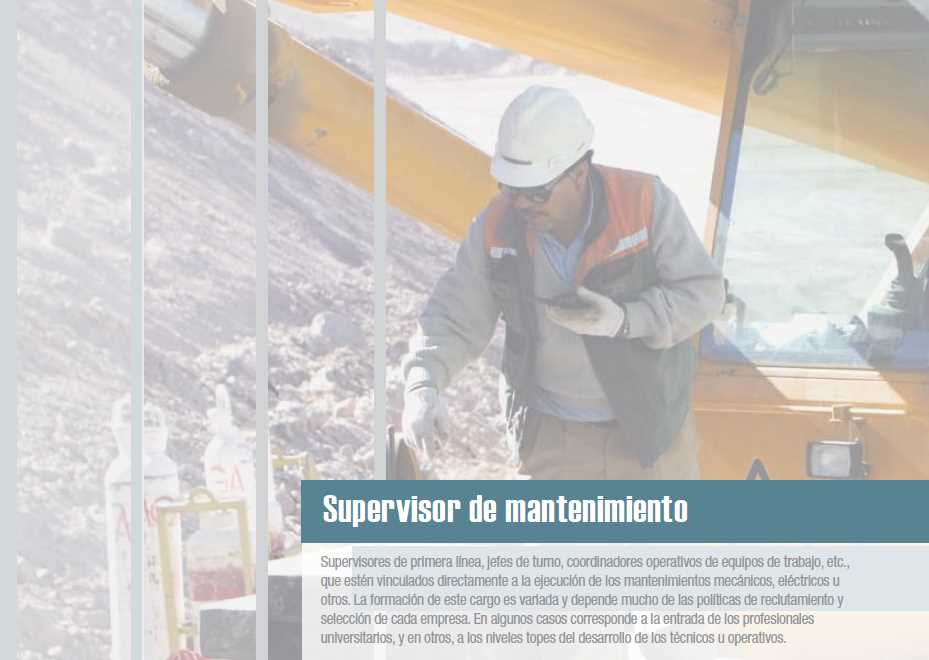 Supervisor de mantenimiento
Supervisores de primera línea, jefes de turno, coordinadores operativos de equipos de trabajo, etc.,
que estén vinculados directamente a la ejecución de los mantenimientos mecánicos, eléctricos u
otros. La formación de este cargo es variada y depende mucho de las políticas de reclutamiento y
selección de cada empresa. En algunos casos corresponde a la entrada de los profesionales
universitarios, y en otros, a los niveles topes del desarrollo de los técnicos u operativos.